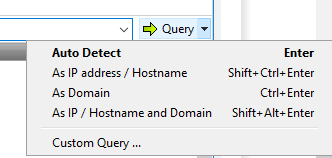 Query
Auto Detect Enter
As IP address / Hostname Shift+Ctrl+Enter
As Domain Ctrl+Enter
As IP / Hostname and Domain Shift+Alt+Enter
Custom Query ...